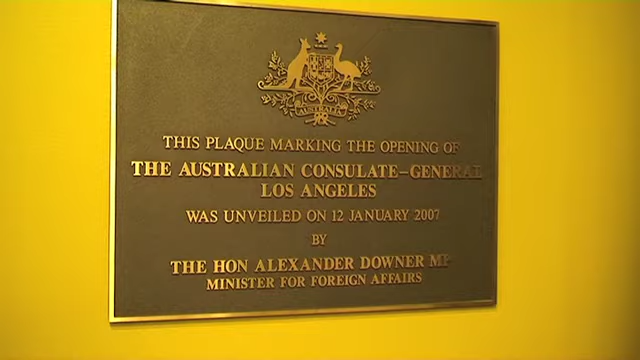 AUSTRALIA
THIS PLAQUE MARKING THE OPENING OF
THE AUSTRALIAN CONSULATE–GENERAL
LOS ANGELES
WAS UNVEILED ON 12 JANUARY 2007
BY
THE HON ALEXANDER DOWNER MP
MINISTER FOR FOREIGN AFFAIRS